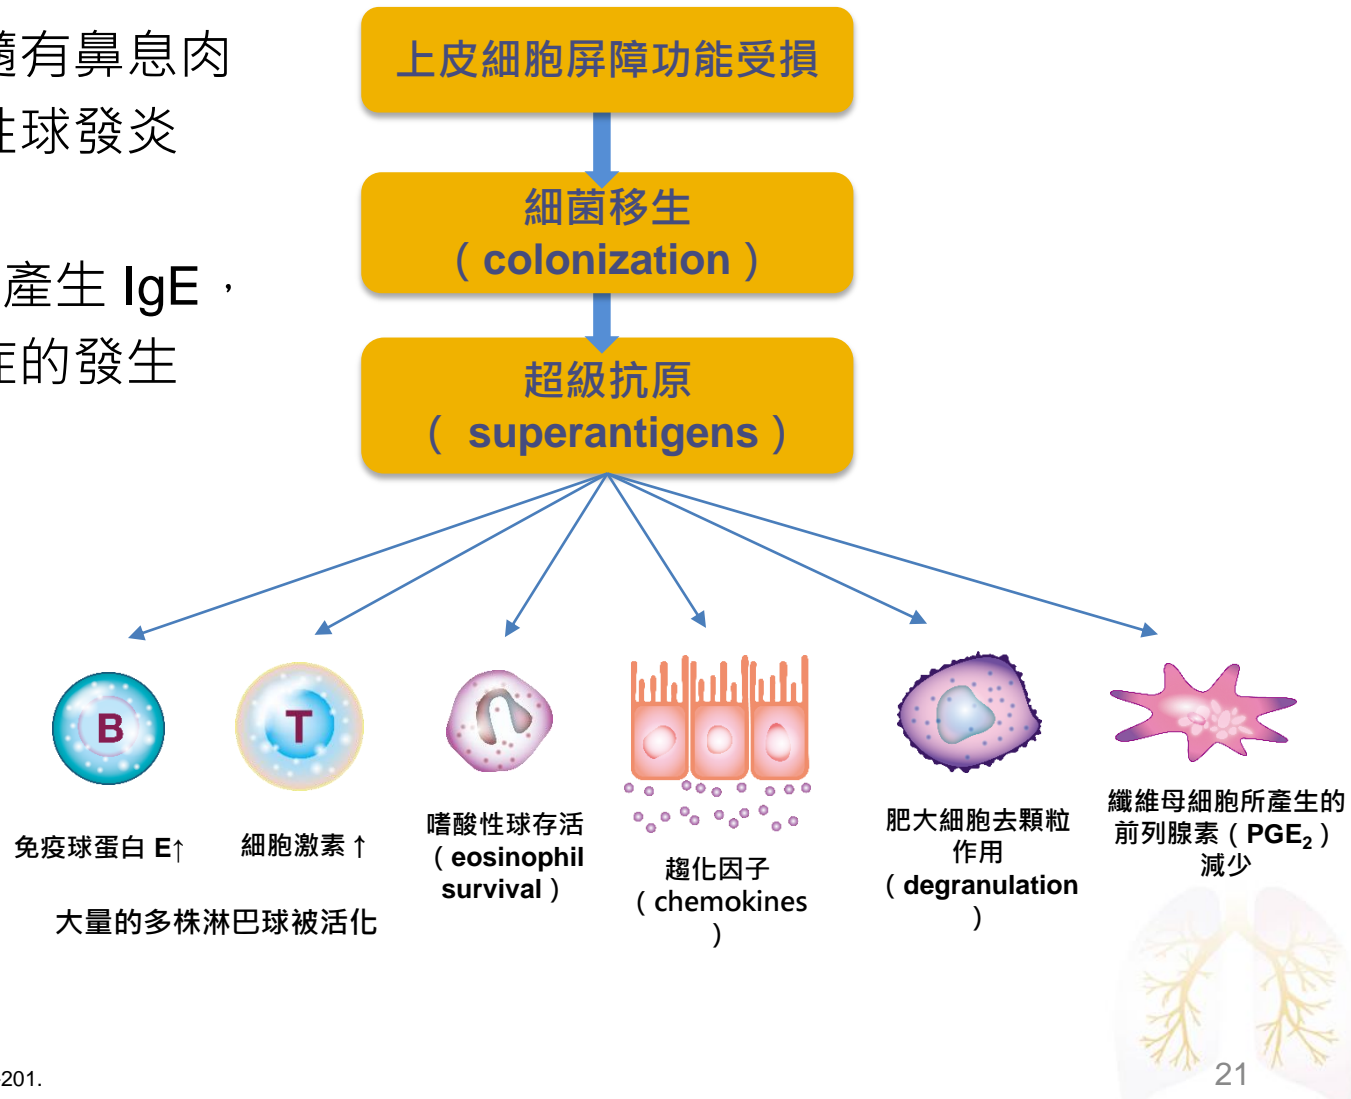 隨有鼻息肉
性球發炎
產生 IgE，
症的發生
上皮細胞屏障功能受損
細菌移生
（colonization）
超級抗原
（ superantigens）
B
T
免疫球蛋白 E↑
細胞激素 ↑
大量的多株淋巴球被活化
嗜酸性球存活
（eosinophil
survival）
趨化因子
（chemokines
）
肥大細胞去顆粒
作用
（degranulation
）
纖維母細胞所產生的
前列腺素（PGE₂）
減少
201.
21